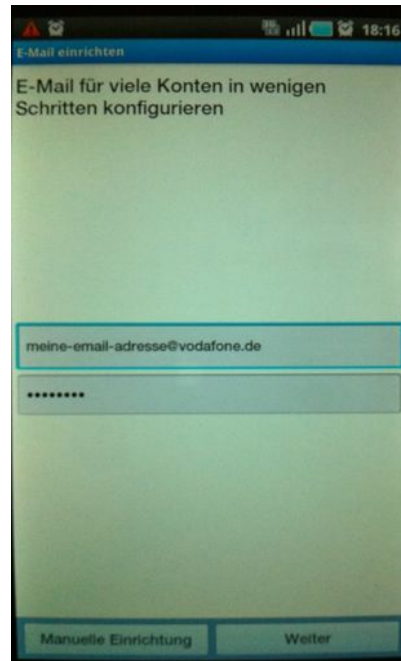 18:16
E-Mail einrichten
E-Mail für viele Konten in wenigen
Schritten konfigurieren
meine-email-adresse@vodafone.de
••••••••
Manuelle Einrichtung
Weiter